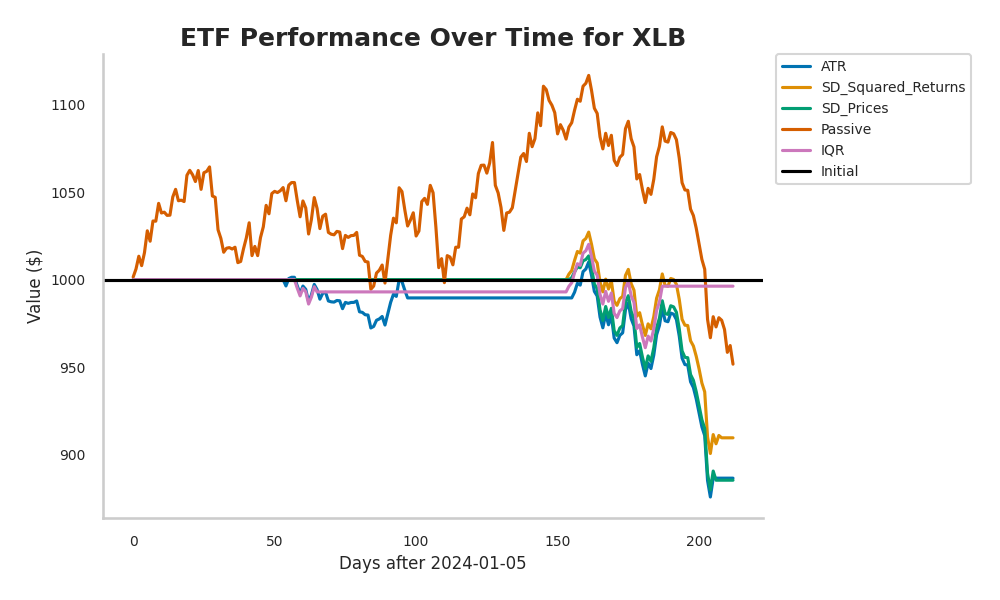 ETF Performance Over Time for XLB
ATR
SD_Squared_Returns
SD_Prices
Passive
IQR
Initial
Value ($)
1100
1050
1000
950
900
0 50 100 150 200
Days after 2024-01-05